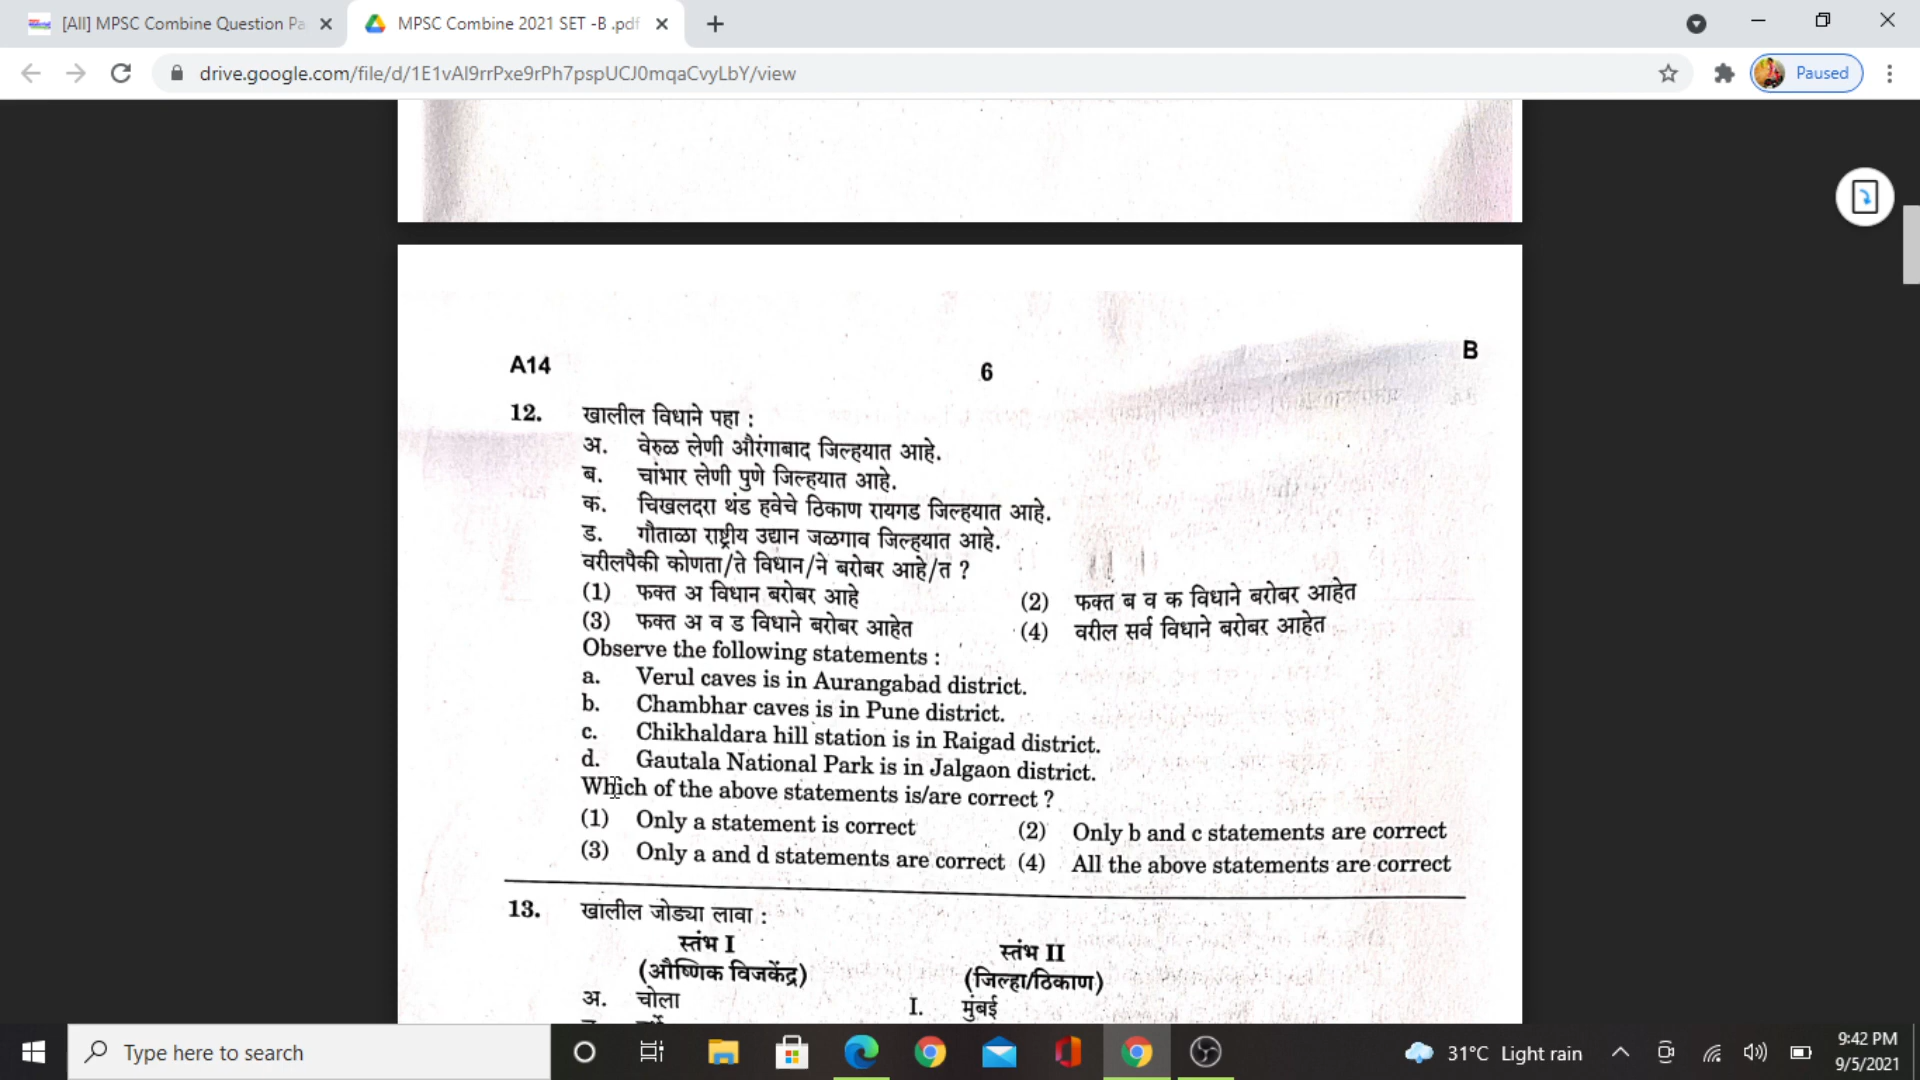 [All] MPSC Combine Question Pa
MPSC Combine 2021 SET -B .pdf
drive.google.com/file/d/1E1vAl9rrPxe9rPh7pspUCJ0mqaCvyLbY/view
Paused
A14
6
B
12. खालील विधाने पहा :
अ. वेरुळ लेणी औरंगाबाद जिल्हयात आहे.
ब. चांभार लेणी पुणे जिल्हयात आहे.
क. चिखलदरा थंड हवेचे ठिकाण रायगड जिल्हयात आहे.
ड. गौताळा राष्ट्रीय उद्यान जळगाव जिल्हयात आहे.
वरीलपैकी कोणता/ते विधान/ने बरोबर आहे/त ?
(1) फक्त अ विधान बरोबर आहे (2) फक्त ब व क विधाने बरोबर आहेत
(3) फक्त अ व ड विधाने बरोबर आहेत (4) वरील सर्व विधाने बरोबर आहेत
Observe the following statements :
a. Verul caves is in Aurangabad district.
b. Chambhar caves is in Pune district.
c. Chikhaldara hill station is in Raigad district.
d. Gautala National Park is in Jalgaon district.
Which of the above statements is/are correct ?
(1) Only a statement is correct (2) Only b and c statements are correct
(3) Only a and d statements are correct (4) All the above statements are correct
13. खालील जोड्या लावा :
स्तंभ I स्तंभ II
(औष्णिक विजकेंद्र) (जिल्हा/ठिकाण)
अ. चोला I. मुंबई
Type here to search
31°C Light rain
9:42 PM
9/5/2021